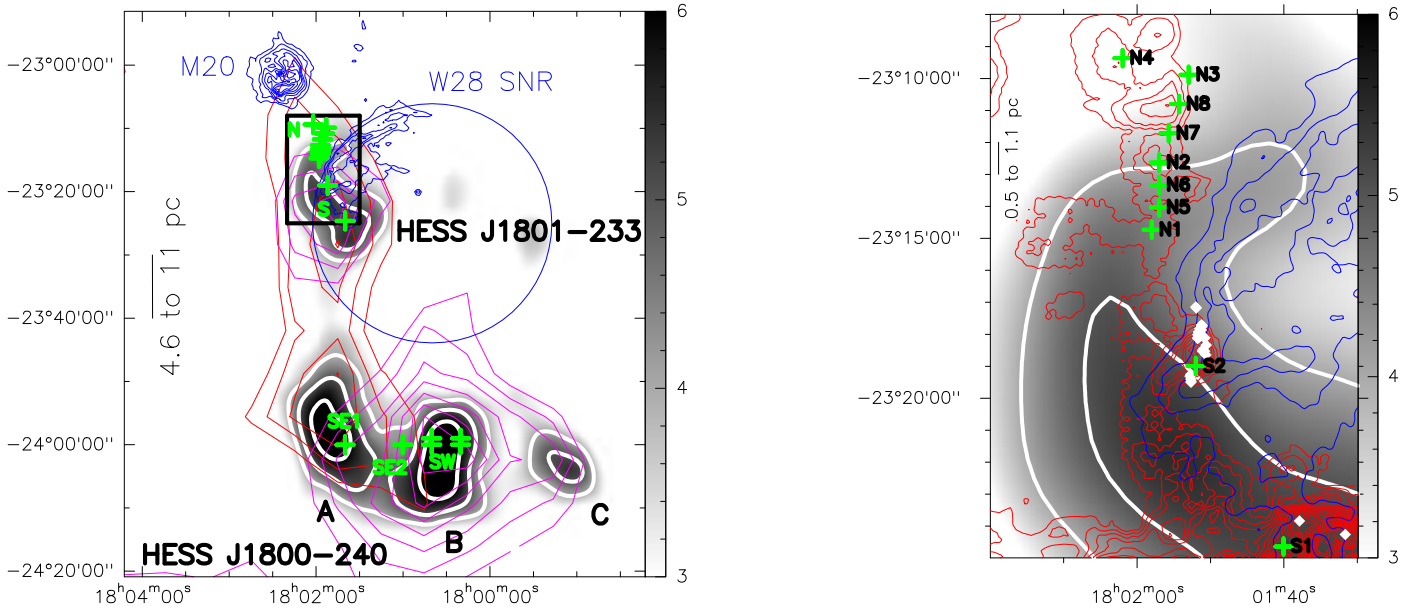 6
−23°00′00″
M20
W28 SNR
N
−23°20′00″
5
S
HESS J1801−233
4.6 to 11 pc
−23°40′00″
4
SE1
−24°00′00″
SE2
SW
A
C
B
HESS J1800−240
−24°20′00″
3
18ʰ04ᵐ00ˢ
18ʰ02ᵐ00ˢ
18ʰ00ᵐ00ˢ
6
N4
N3
−23°10′00″
N8
N7
0.5 to 1.1 pc
N2
5
N6
N5
N1
−23°15′00″
S2
4
−23°20′00″
S1
3
18ʰ02ᵐ00ˢ
01ᵐ40ˢ